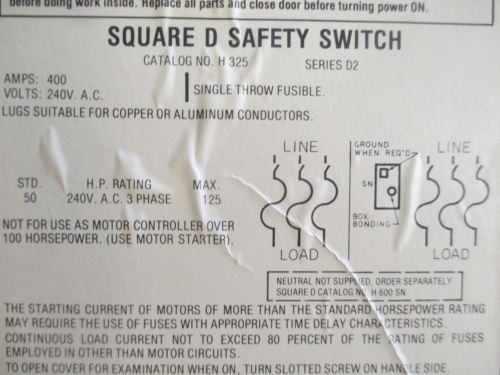 before doing work inside. Replace all parts and close door before turning power ON.
SQUARE D SAFETY SWITCH
CATALOG NO. H 325 SERIES D2
AMPS: 400
VOLTS: 240V. A.C.
SINGLE THROW FUSIBLE.
LUGS SUITABLE FOR COPPER OR ALUMINUM CONDUCTORS.
LINE
GROUND
WHEN REQ'D
LINE
SN
BOX
BONDING
LOAD
LOAD
STD. H.P. RATING MAX.
50 240V. A.C. 3 PHASE 125
NOT FOR USE AS MOTOR CONTROLLER OVER
100 HORSEPOWER. (USE MOTOR STARTER).
NEUTRAL NOT SUPPLIED, ORDER SEPARATELY
SQUARE D CATALOG NO. H 600 SN
THE STARTING CURRENT OF MOTORS OF MORE THAN THE STANDARD HORSEPOWER RATING
MAY REQUIRE THE USE OF FUSES WITH APPROPRIATE TIME DELAY CHARACTERISTICS.
CONTINUOUS LOAD CURRENT NOT TO EXCEED 80 PERCENT OF THE RATING OF FUSES
EMPLOYED IN OTHER THAN MOTOR CIRCUITS.
TO OPEN COVER FOR EXAMINATION WHEN ON, TURN SLOTTED SCREW ON HANDLE SIDE.